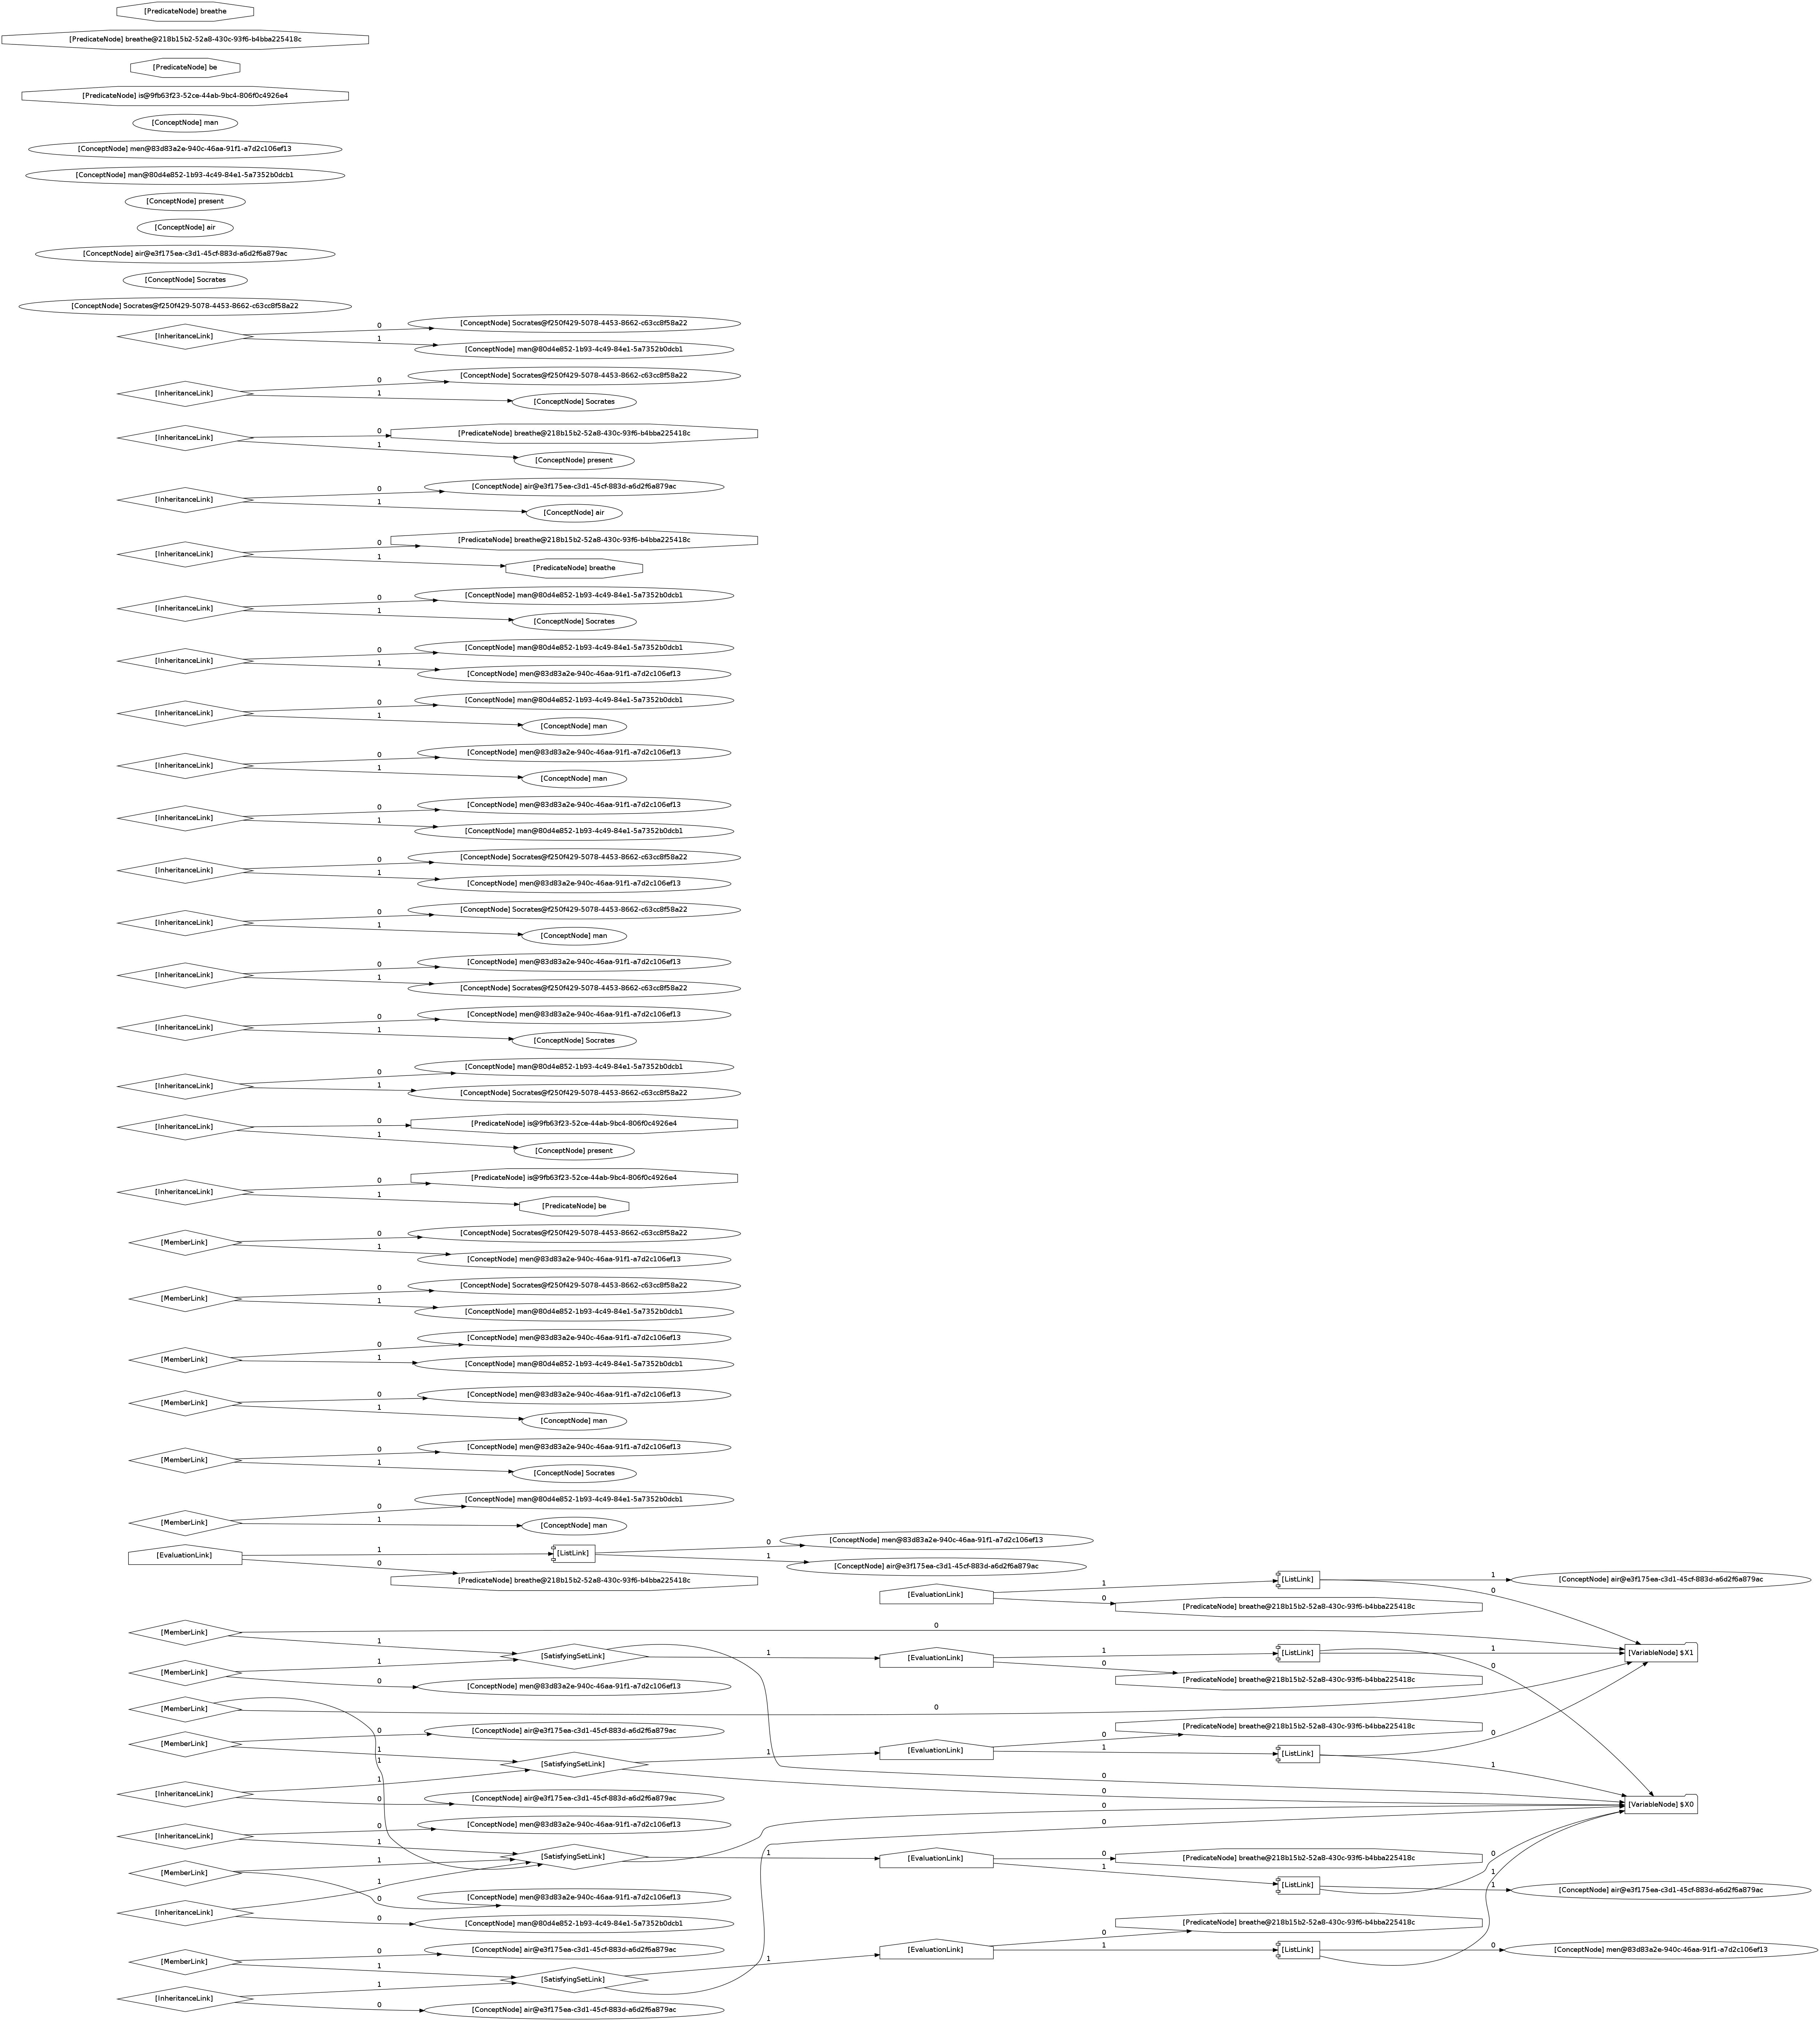 [PredicateNode] breathe
[PredicateNode] breathe@218b15b2-52a8-430c-93f6-b4bba225418c
[PredicateNode] be
[PredicateNode] is@9fb63f23-52ce-44ab-9bc4-806f0c4926e4
[ConceptNode] man
[ConceptNode] men@83d83a2e-940c-46aa-91f1-a7d2c106ef13
[ConceptNode] man@80d4e852-1b93-4c49-84e1-5a7352b0dcb1
[ConceptNode] present
[ConceptNode] air
[ConceptNode] air@e3f175ea-c3d1-45cf-883d-a6d2f6a879ac
[ConceptNode] Socrates
[ConceptNode] Socrates@f250f429-5078-4453-8662-c63cc8f58a22
[InheritanceLink]
0
[ConceptNode] Socrates@f250f429-5078-4453-8662-c63cc8f58a22
1
[ConceptNode] man@80d4e852-1b93-4c49-84e1-5a7352b0dcb1
[InheritanceLink]
0
[ConceptNode] Socrates@f250f429-5078-4453-8662-c63cc8f58a22
1
[ConceptNode] Socrates
[InheritanceLink]
0
[PredicateNode] breathe@218b15b2-52a8-430c-93f6-b4bba225418c
1
[ConceptNode] present
[InheritanceLink]
0
[ConceptNode] air@e3f175ea-c3d1-45cf-883d-a6d2f6a879ac
1
[ConceptNode] air
[InheritanceLink]
0
[PredicateNode] breathe@218b15b2-52a8-430c-93f6-b4bba225418c
1
[PredicateNode] breathe
[InheritanceLink]
0
[ConceptNode] man@80d4e852-1b93-4c49-84e1-5a7352b0dcb1
1
[ConceptNode] Socrates
[InheritanceLink]
0
[ConceptNode] man@80d4e852-1b93-4c49-84e1-5a7352b0dcb1
1
[ConceptNode] men@83d83a2e-940c-46aa-91f1-a7d2c106ef13
[InheritanceLink]
0
[ConceptNode] man@80d4e852-1b93-4c49-84e1-5a7352b0dcb1
1
[ConceptNode] man
[InheritanceLink]
0
[ConceptNode] men@83d83a2e-940c-46aa-91f1-a7d2c106ef13
1
[ConceptNode] man
[InheritanceLink]
0
[ConceptNode] men@83d83a2e-940c-46aa-91f1-a7d2c106ef13
1
[ConceptNode] man@80d4e852-1b93-4c49-84e1-5a7352b0dcb1
[InheritanceLink]
0
[ConceptNode] Socrates@f250f429-5078-4453-8662-c63cc8f58a22
1
[ConceptNode] men@83d83a2e-940c-46aa-91f1-a7d2c106ef13
[InheritanceLink]
0
[ConceptNode] Socrates@f250f429-5078-4453-8662-c63cc8f58a22
1
[ConceptNode] man
[InheritanceLink]
0
[ConceptNode] men@83d83a2e-940c-46aa-91f1-a7d2c106ef13
1
[ConceptNode] Socrates@f250f429-5078-4453-8662-c63cc8f58a22
[InheritanceLink]
0
[ConceptNode] men@83d83a2e-940c-46aa-91f1-a7d2c106ef13
1
[ConceptNode] Socrates
[InheritanceLink]
0
[ConceptNode] man@80d4e852-1b93-4c49-84e1-5a7352b0dcb1
1
[ConceptNode] Socrates@f250f429-5078-4453-8662-c63cc8f58a22
[InheritanceLink]
0
[PredicateNode] is@9fb63f23-52ce-44ab-9bc4-806f0c4926e4
1
[ConceptNode] present
[InheritanceLink]
0
[PredicateNode] is@9fb63f23-52ce-44ab-9bc4-806f0c4926e4
1
[PredicateNode] be
[MemberLink]
0
[ConceptNode] Socrates@f250f429-5078-4453-8662-c63cc8f58a22
1
[ConceptNode] men@83d83a2e-940c-46aa-91f1-a7d2c106ef13
[MemberLink]
0
[ConceptNode] Socrates@f250f429-5078-4453-8662-c63cc8f58a22
1
[ConceptNode] man@80d4e852-1b93-4c49-84e1-5a7352b0dcb1
[MemberLink]
0
[ConceptNode] men@83d83a2e-940c-46aa-91f1-a7d2c106ef13
1
[ConceptNode] man@80d4e852-1b93-4c49-84e1-5a7352b0dcb1
[MemberLink]
0
[ConceptNode] men@83d83a2e-940c-46aa-91f1-a7d2c106ef13
1
[ConceptNode] man
[MemberLink]
0
[ConceptNode] men@83d83a2e-940c-46aa-91f1-a7d2c106ef13
1
[ConceptNode] Socrates
[MemberLink]
0
[ConceptNode] man@80d4e852-1b93-4c49-84e1-5a7352b0dcb1
1
[ConceptNode] man
[EvaluationLink]
1
[ListLink]
0
[ConceptNode] men@83d83a2e-940c-46aa-91f1-a7d2c106ef13
1
[ConceptNode] air@e3f175ea-c3d1-45cf-883d-a6d2f6a879ac
0
[PredicateNode] breathe@218b15b2-52a8-430c-93f6-b4bba225418c
[EvaluationLink]
1
[ListLink]
1
[ConceptNode] air@e3f175ea-c3d1-45cf-883d-a6d2f6a879ac
0
0
[PredicateNode] breathe@218b15b2-52a8-430c-93f6-b4bba225418c
[MemberLink]
0
1
[SatisfyingSetLink]
1
[EvaluationLink]
1
[ListLink]
1
[VariableNode] $X1
0
0
[PredicateNode] breathe@218b15b2-52a8-430c-93f6-b4bba225418c
[MemberLink]
1
0
[ConceptNode] men@83d83a2e-940c-46aa-91f1-a7d2c106ef13
[MemberLink]
0
1
[MemberLink]
0
[ConceptNode] air@e3f175ea-c3d1-45cf-883d-a6d2f6a879ac
1
[SatisfyingSetLink]
1
[EvaluationLink]
0
[PredicateNode] breathe@218b15b2-52a8-430c-93f6-b4bba225418c
1
[ListLink]
0
1
0
0
[VariableNode] $X0
[InheritanceLink]
1
0
[ConceptNode] air@e3f175ea-c3d1-45cf-883d-a6d2f6a879ac
0
0
[InheritanceLink]
0
[ConceptNode] men@83d83a2e-940c-46aa-91f1-a7d2c106ef13
1
[SatisfyingSetLink]
1
[EvaluationLink]
0
[PredicateNode] breathe@218b15b2-52a8-430c-93f6-b4bba225418c
1
[ListLink]
0
1
1
[ConceptNode] air@e3f175ea-c3d1-45cf-883d-a6d2f6a879ac
[MemberLink]
1
0
[ConceptNode] men@83d83a2e-940c-46aa-91f1-a7d2c106ef13
[InheritanceLink]
1
0
[ConceptNode] man@80d4e852-1b93-4c49-84e1-5a7352b0dcb1
[MemberLink]
0
[ConceptNode] air@e3f175ea-c3d1-45cf-883d-a6d2f6a879ac
1
[SatisfyingSetLink]
1
[EvaluationLink]
0
[PredicateNode] breathe@218b15b2-52a8-430c-93f6-b4bba225418c
1
[ListLink]
0
[ConceptNode] men@83d83a2e-940c-46aa-91f1-a7d2c106ef13
[InheritanceLink]
1
0
[ConceptNode] air@e3f175ea-c3d1-45cf-883d-a6d2f6a879ac